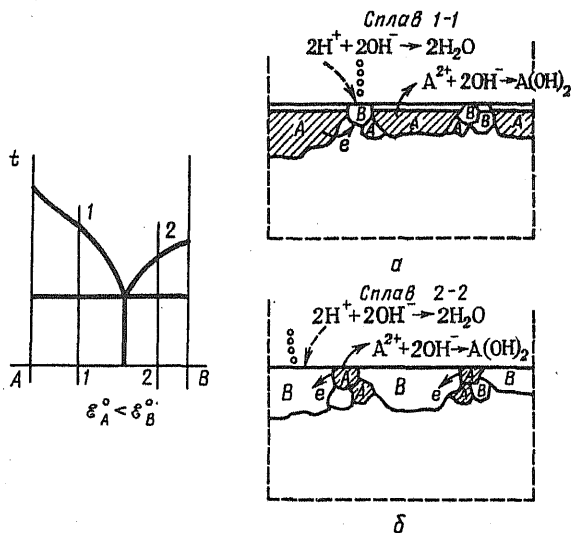 Сплав 1-1
2H⁺+2OH⁻→2H₂O
A²⁺+2OH⁻→A(OH)₂
A
B
A
A
A
B
B
A
e
а
t
1
2
A
1
2
B
ε°A < ε°B
Сплав 2-2
2H⁺+2OH⁻→2H₂O
A²⁺+2OH⁻→A(OH)₂
B
e
A
A
A
B
e
A
A
B
B
б